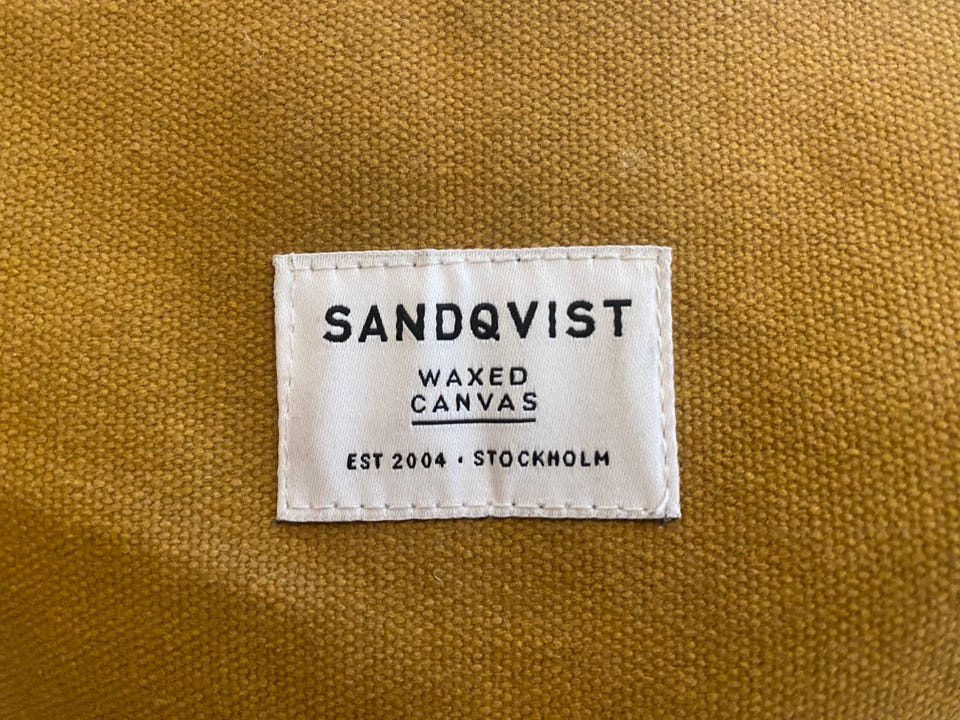 SANDQVIST
WAXED
CANVAS
EST 2004 · STOCKHOLM